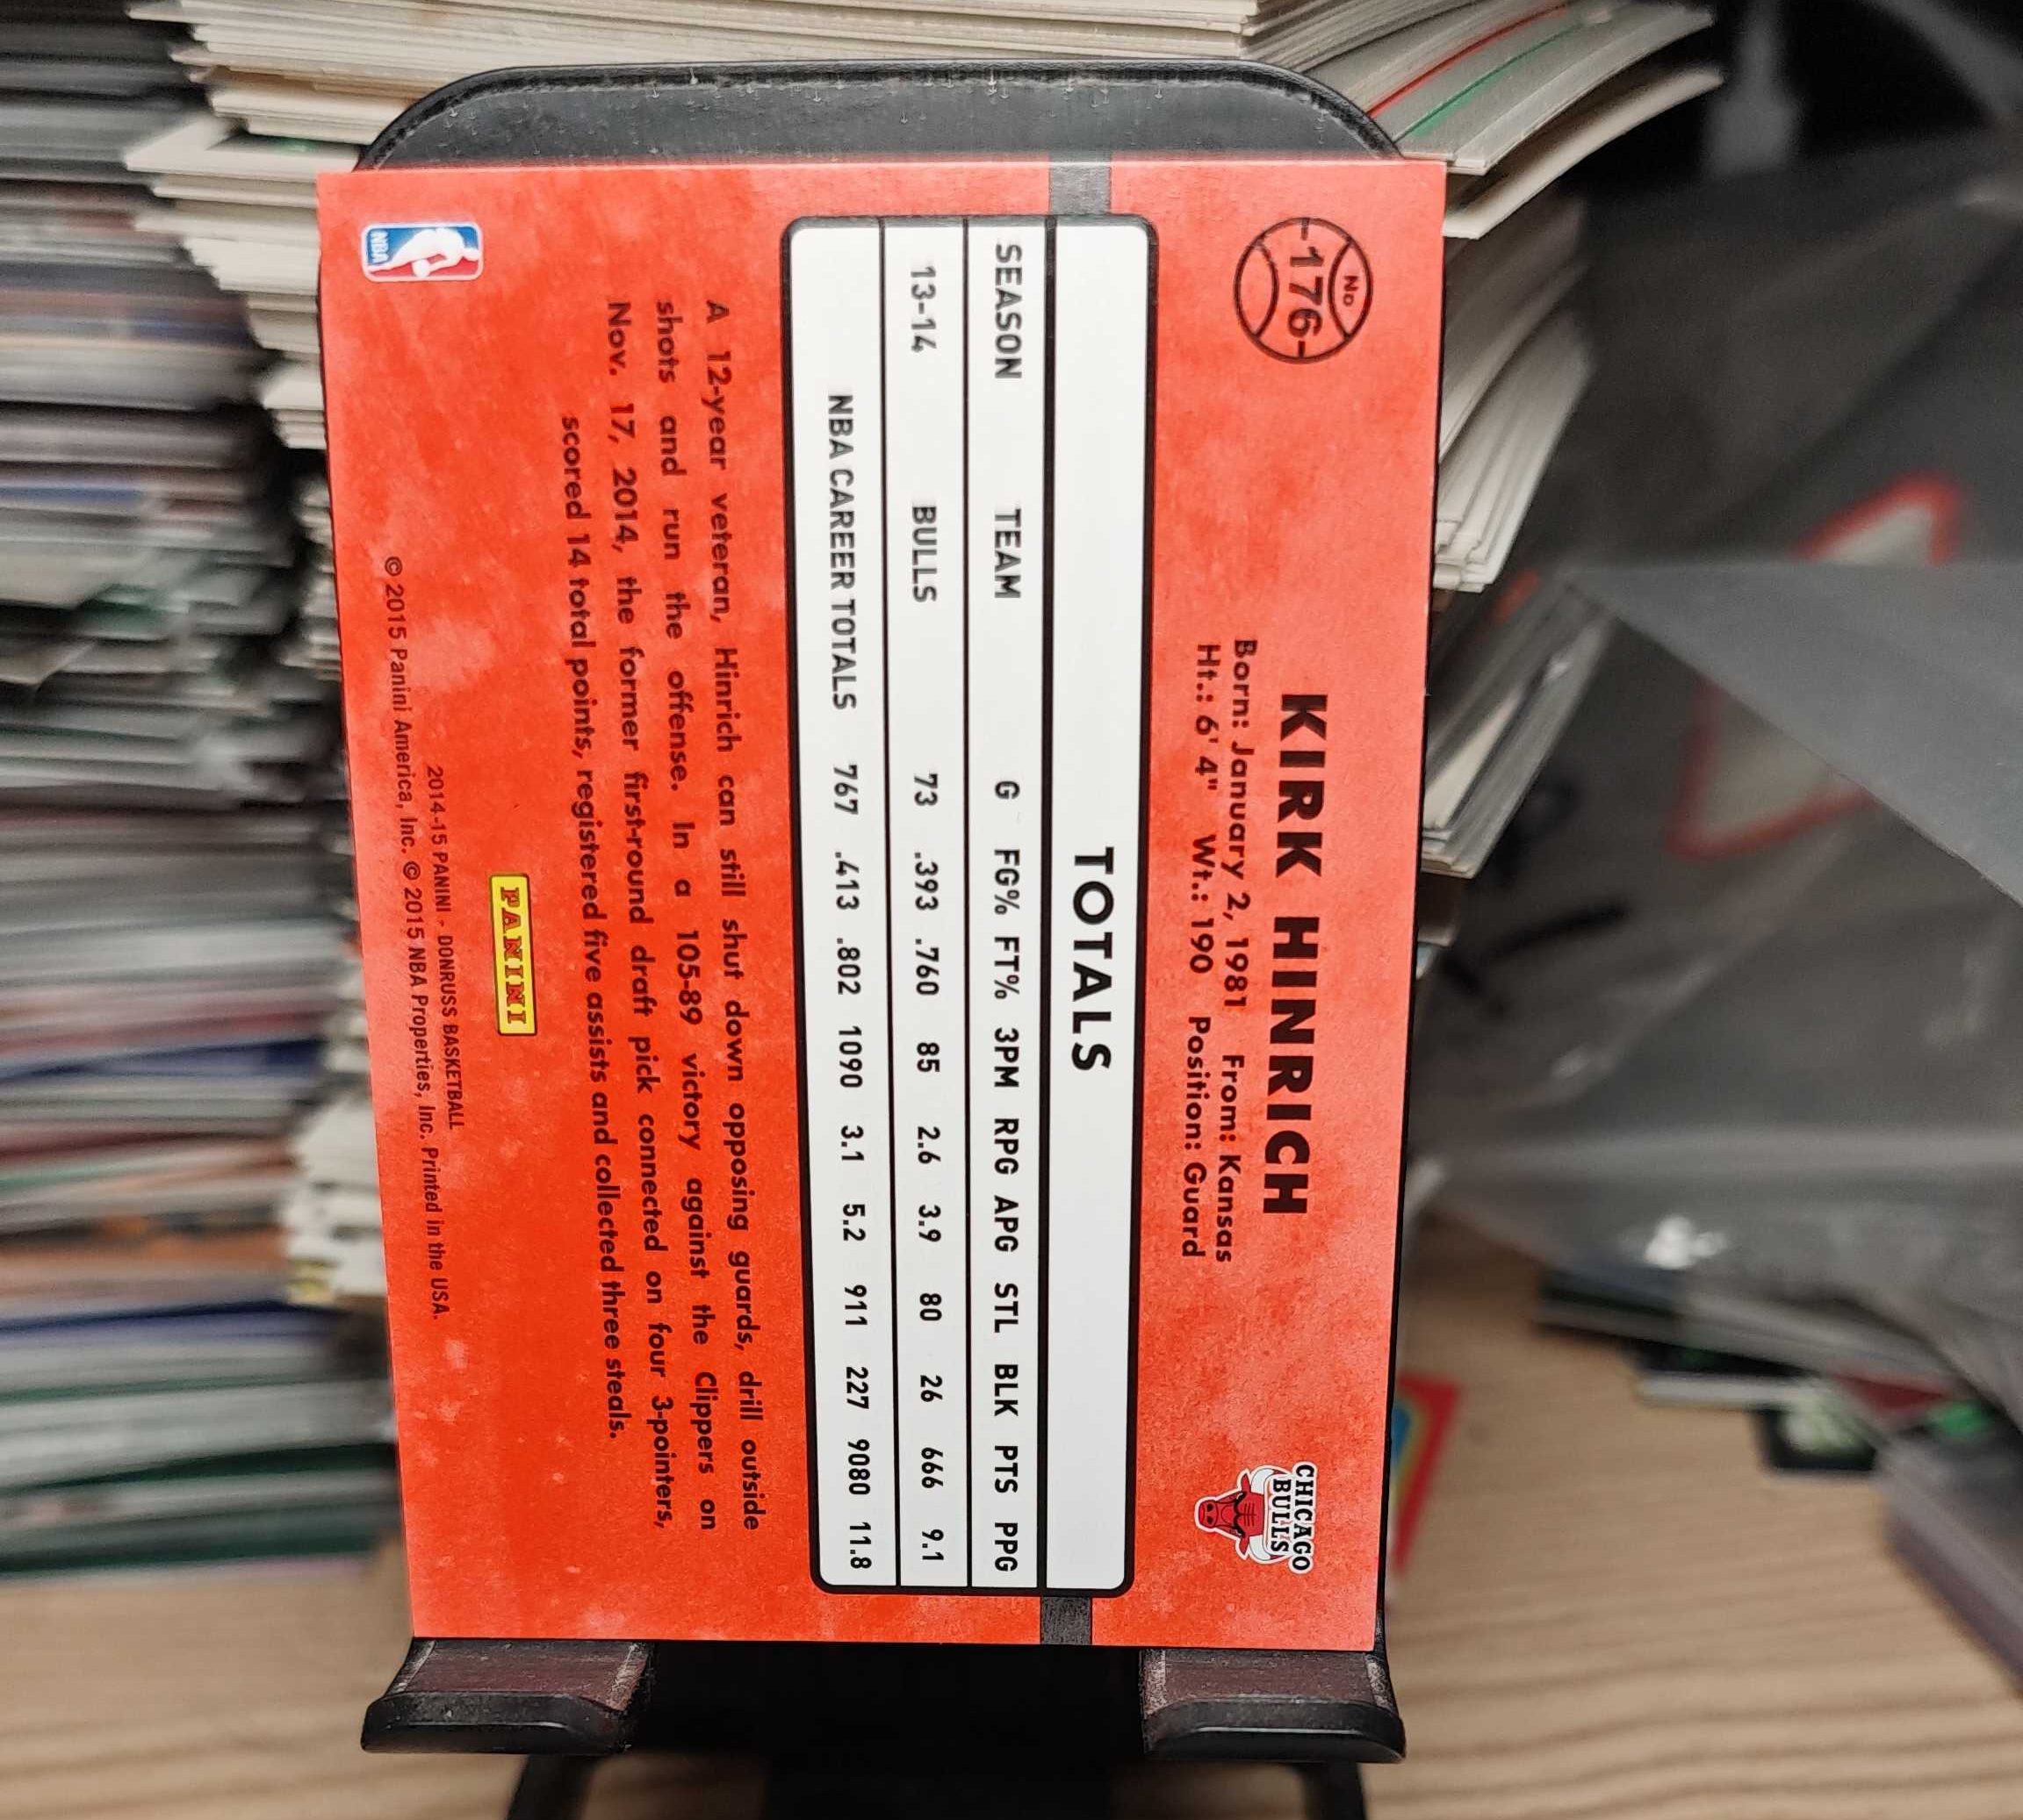 No
-176-
KIRK HINRICH
Born: January 2, 1981 From: Kansas
Ht.: 6' 4" Wt.: 190 Position: Guard
CHICAGO
BULLS
TOTALS
SEASON TEAM G FG% FT% 3PM RPG APG STL BLK PTS PPG
13-14 BULLS 73 .393 .760 85 2.6 3.9 80 26 666 9.1
NBA CAREER TOTALS 767 .413 .802 1090 3.1 5.2 911 227 9080 11.8
A 12-year veteran, Hinrich can still shut down opposing guards, drill outside
shots and run the offense. In a 105-89 victory against the Clippers on
Nov. 17, 2014, the former first-round draft pick connected on four 3-pointers,
scored 14 total points, registered five assists and collected three steals.
PANINI
2014-15 PANINI - DONRUSS BASKETBALL
© 2015 Panini America, Inc. © 2015 NBA Properties, Inc. Printed in the USA.
NBA